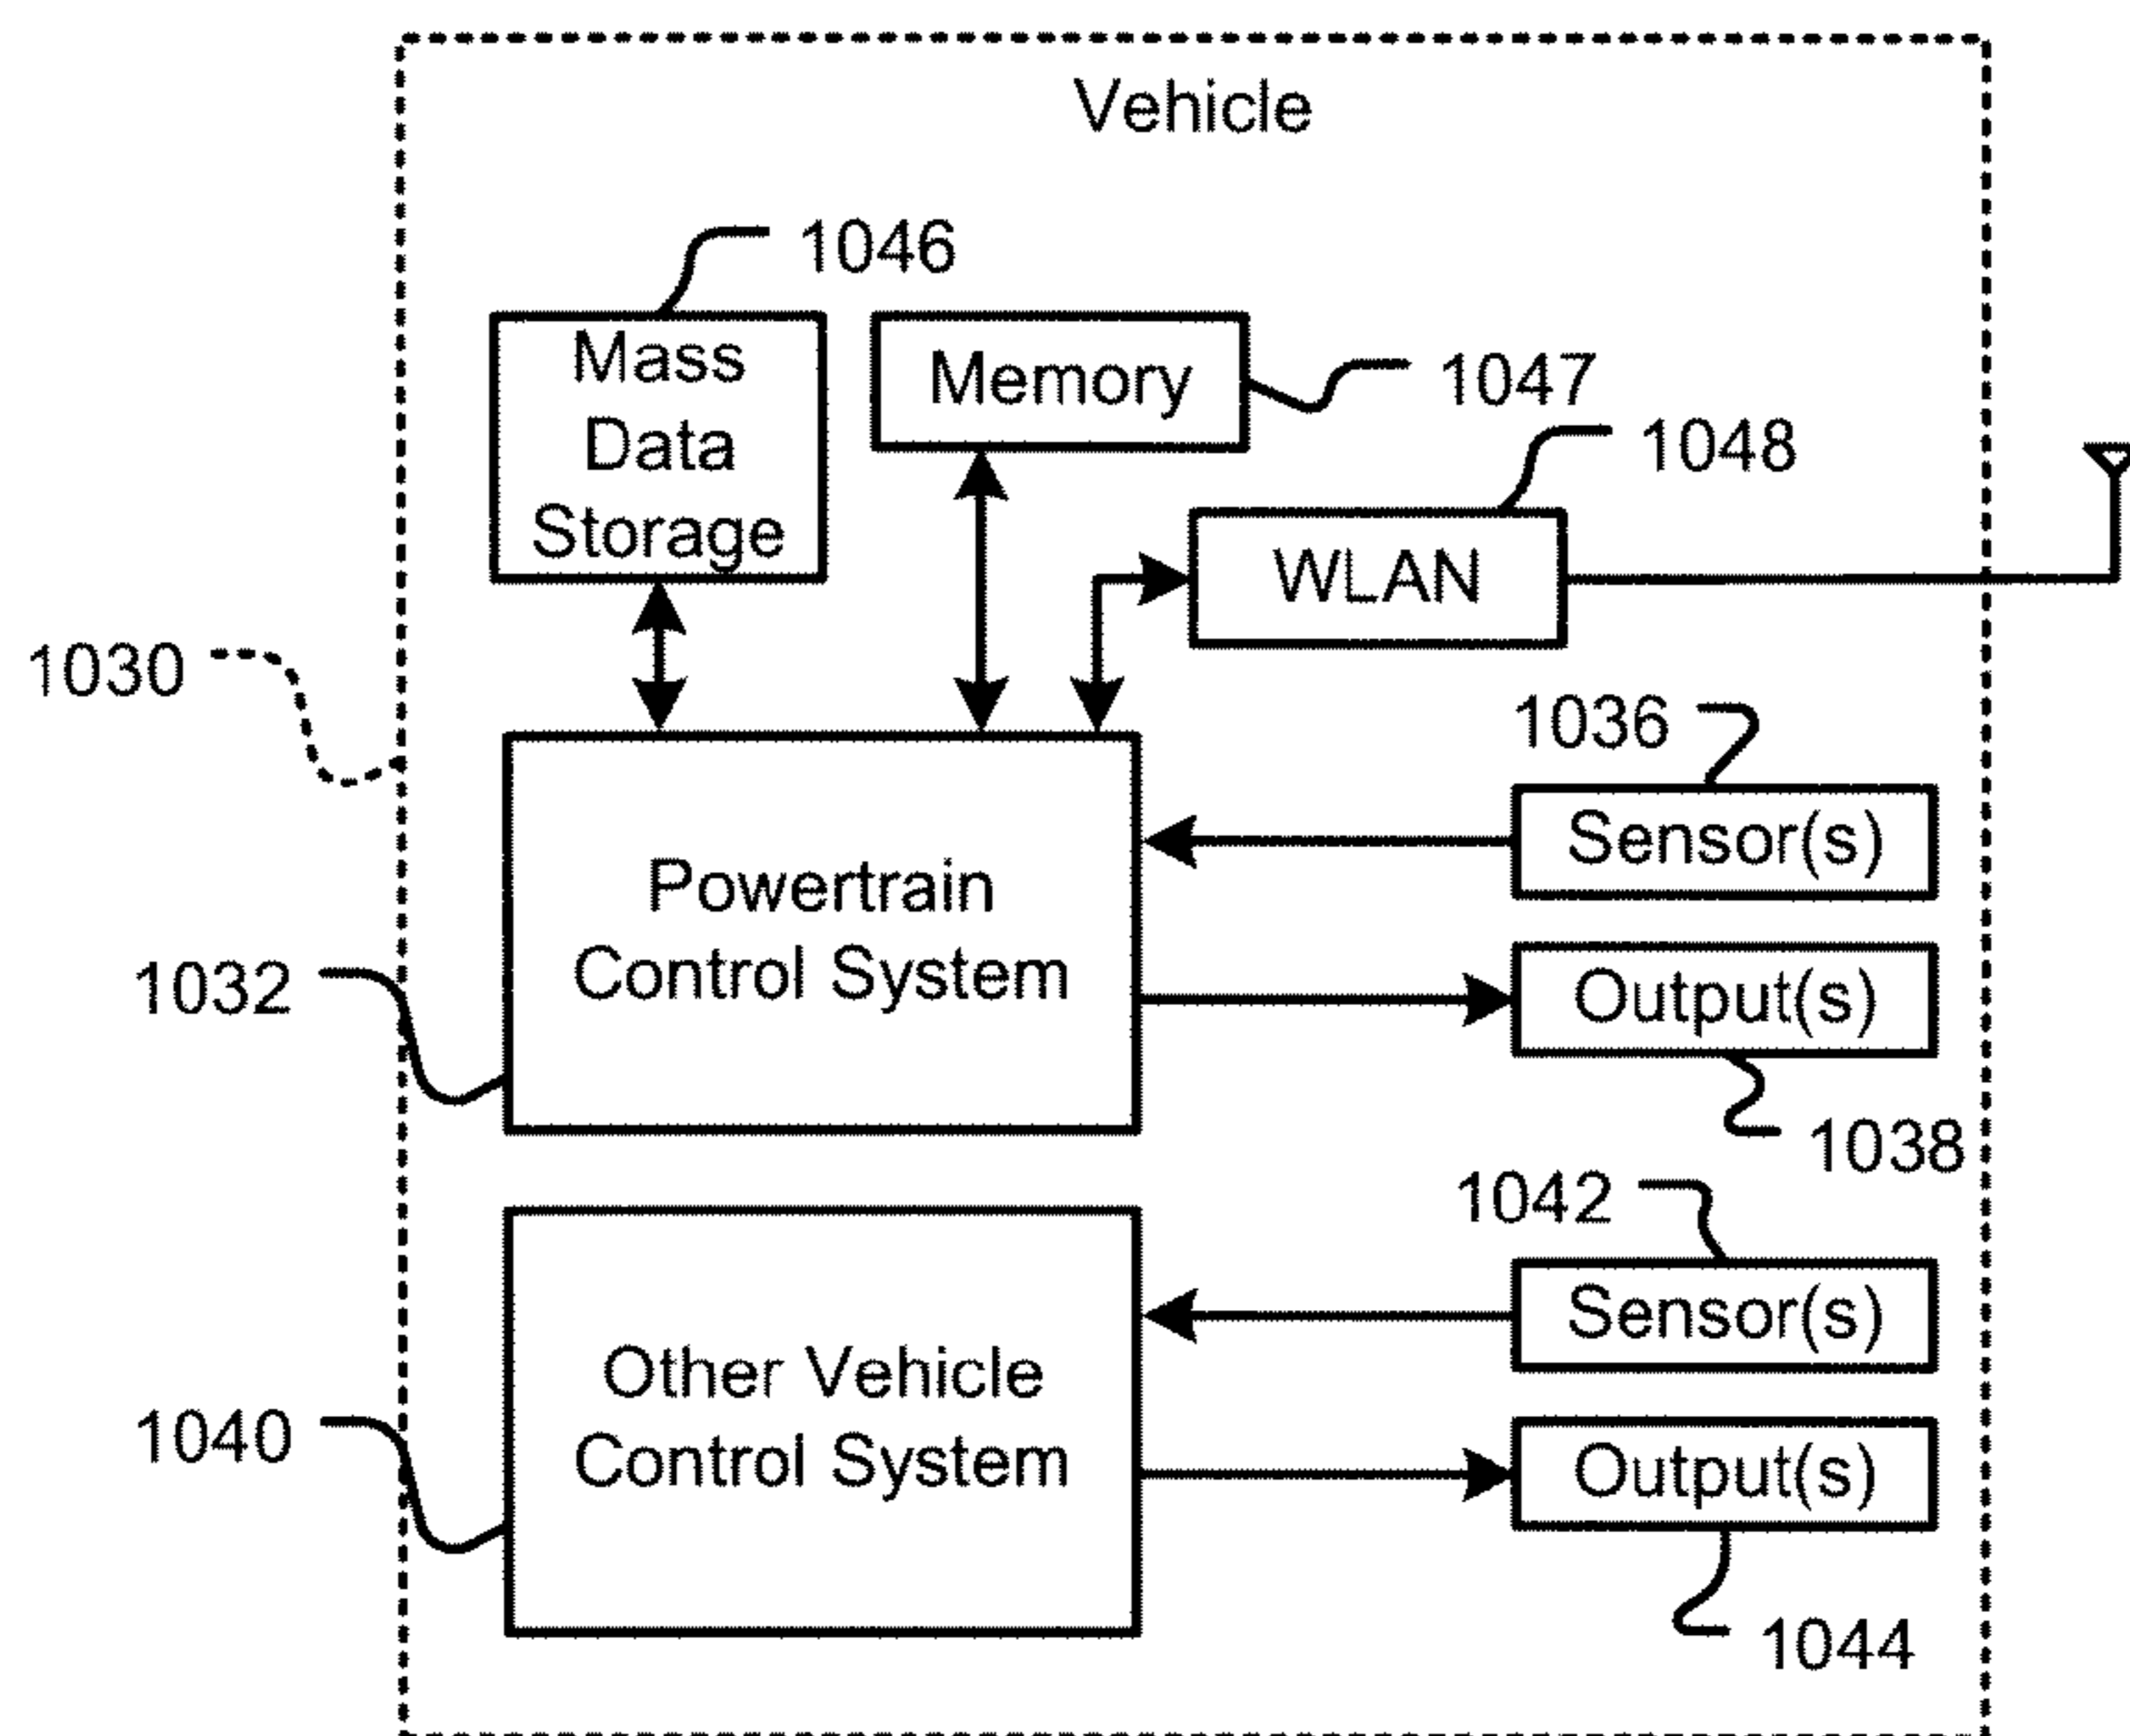 Vehicle
1046
Mass
Data
Storage
Memory
1047
1048
WLAN
1030
1036
Sensor(s)
Powertrain
Control System
Output(s)
1032
1038
1042
Sensor(s)
Other Vehicle
Control System
1040
Output(s)
1044